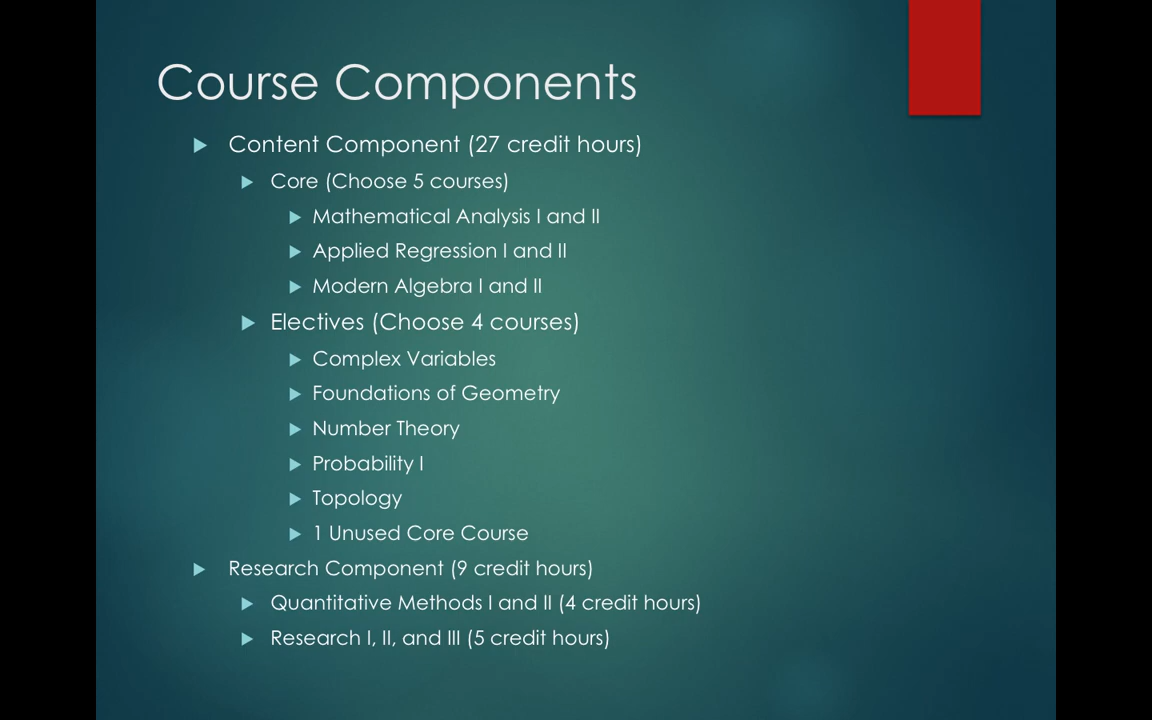 Course Components
Content Component (27 credit hours)
Core (Choose 5 courses)
Mathematical Analysis I and II
Applied Regression I and II
Modern Algebra I and II
Electives (Choose 4 courses)
Complex Variables
Foundations of Geometry
Number Theory
Probability I
Topology
1 Unused Core Course
Research Component (9 credit hours)
Quantitative Methods I and II (4 credit hours)
Research I, II, and III (5 credit hours)